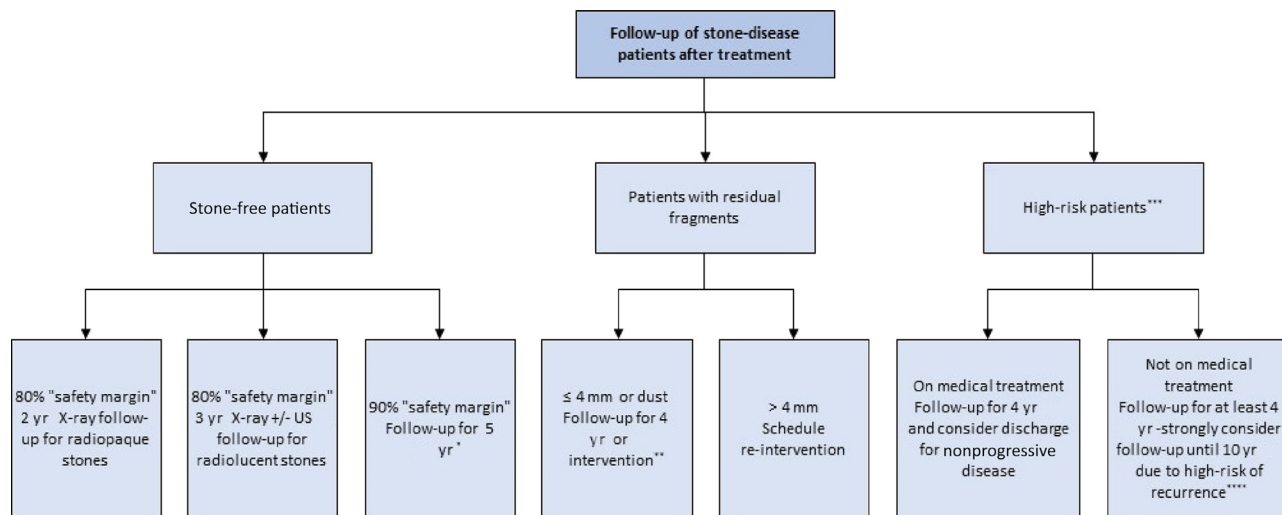 Follow-up of stone-disease
patients after treatment
Stone-free patients
Patients with residual
fragments
High-risk patients***
80% "safety margin"
2 yr X-ray follow-
up for radiopaque
stones
80% "safety margin"
3 yr X-ray +/- US
follow-up for
radiolucent stones
90% "safety margin"
Follow-up for 5
yr *
≤ 4 mm or dust
Follow-up for 4
yr or
intervention**
> 4 mm
Schedule
re-intervention
On medical treatment
Follow-up for 4 yr
and consider discharge
for nonprogressive
disease
Not on medical
treatment
Follow-up for at least 4
yr -strongly consider
follow-up until 10 yr
due to high-risk of
recurrence****